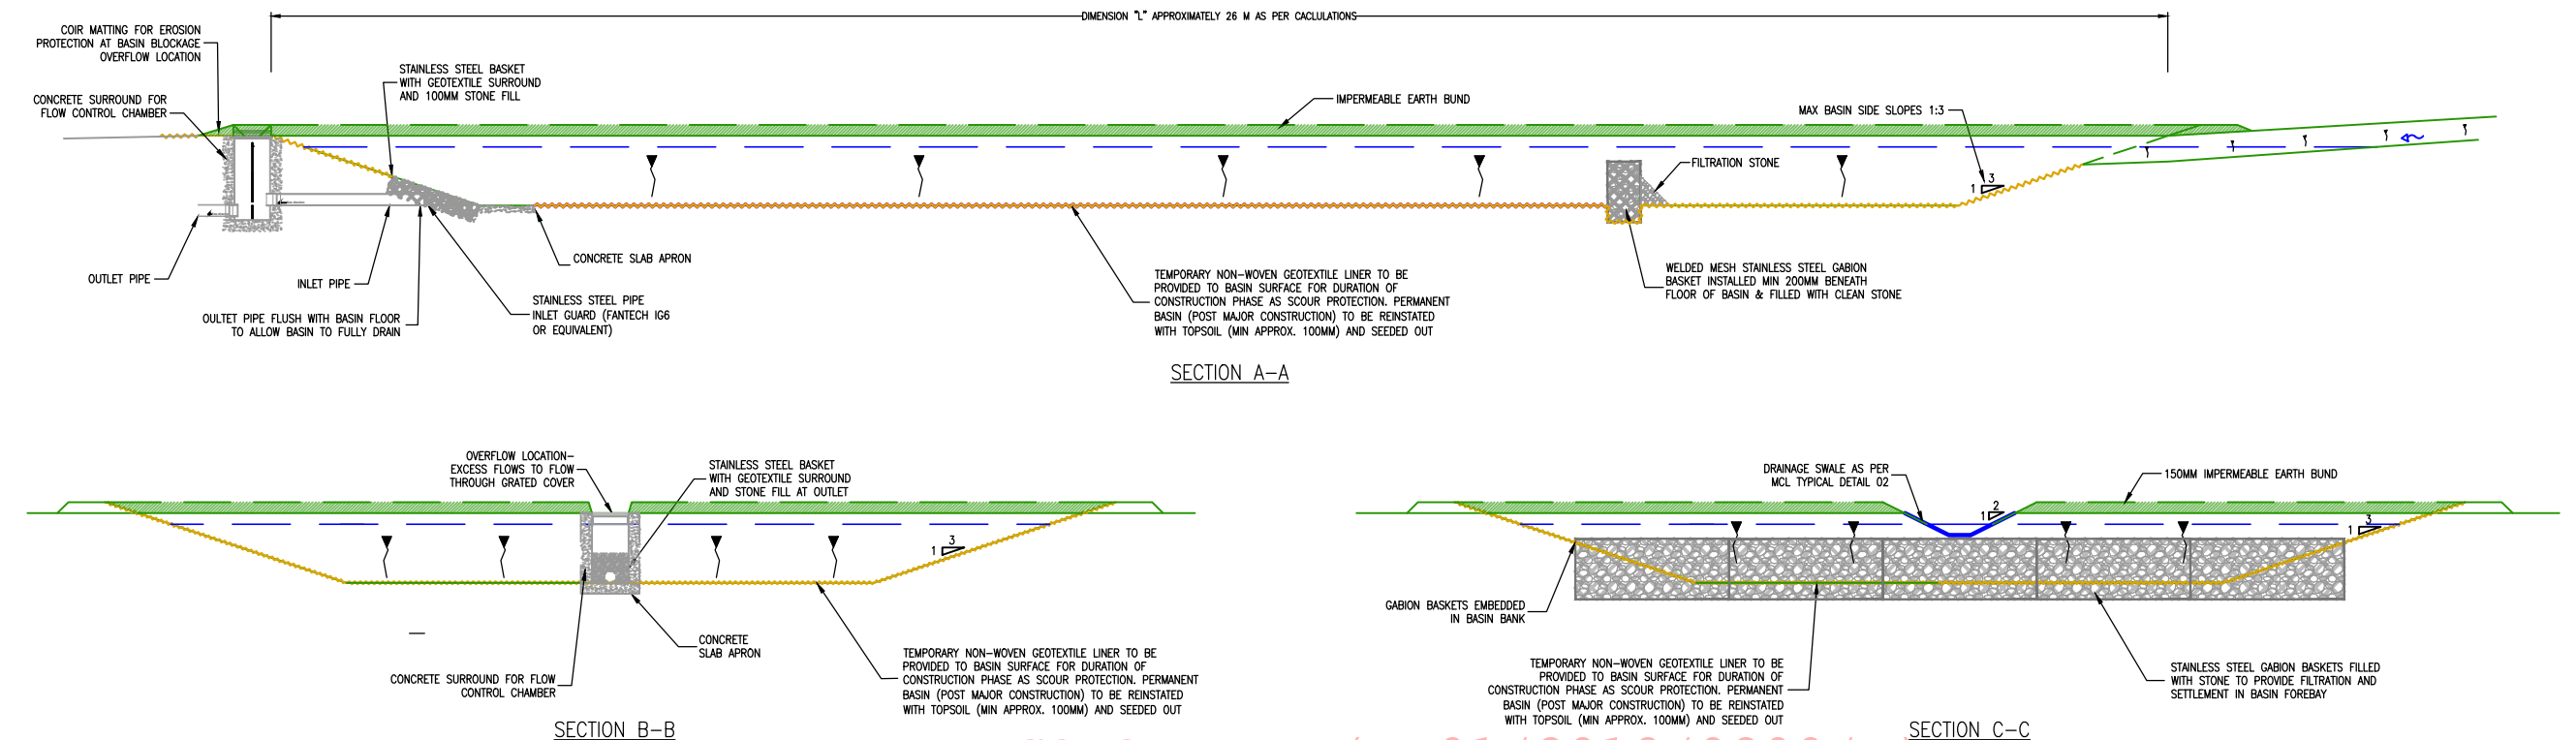 DIMENSION "L" APPROXIMATELY 26 M AS PER CACLULATIONS
COIR MATTING FOR EROSION
PROTECTION AT BASIN BLOCKAGE
OVERFLOW LOCATION
STAINLESS STEEL BASKET
WITH GEOTEXTILE SURROUND
AND 100MM STONE FILL
CONCRETE SURROUND FOR
FLOW CONTROL CHAMBER
IMPERMEABLE EARTH BUND
MAX BASIN SIDE SLOPES 1:3
FILTRATION STONE
3
1
OUTLET PIPE
INLET PIPE
CONCRETE SLAB APRON
OULTET PIPE FLUSH WITH BASIN FLOOR
TO ALLOW BASIN TO FULLY DRAIN
STAINLESS STEEL PIPE
INLET GUARD (FANTECH IG6
OR EQUIVALENT)
TEMPORARY NON-WOVEN GEOTEXTILE LINER TO BE
PROVIDED TO BASIN SURFACE FOR DURATION OF
CONSTRUCTION PHASE AS SCOUR PROTECTION. PERMANENT
BASIN (POST MAJOR CONSTRUCTION) TO BE REINSTATED
WITH TOPSOIL (MIN APPROX. 100MM) AND SEEDED OUT
WELDED MESH STAINLESS STEEL GABION
BASKET INSTALLED MIN 200MM BENEATH
FLOOR OF BASIN & FILLED WITH CLEAN STONE
SECTION A-A
OVERFLOW LOCATION-
EXCESS FLOWS TO FLOW
THROUGH GRATED COVER
STAINLESS STEEL BASKET
WITH GEOTEXTILE SURROUND
AND STONE FILL AT OUTLET
3
1
CONCRETE
SLAB APRON
CONCRETE SURROUND FOR FLOW
CONTROL CHAMBER
TEMPORARY NON-WOVEN GEOTEXTILE LINER TO BE
PROVIDED TO BASIN SURFACE FOR DURATION OF
CONSTRUCTION PHASE AS SCOUR PROTECTION. PERMANENT
BASIN (POST MAJOR CONSTRUCTION) TO BE REINSTATED
WITH TOPSOIL (MIN APPROX. 100MM) AND SEEDED OUT
SECTION B-B
DRAINAGE SWALE AS PER
MCL TYPICAL DETAIL 02
150MM IMPERMEABLE EARTH BUND
2
1
3
1
GABION BASKETS EMBEDDED
IN BASIN BANK
TEMPORARY NON-WOVEN GEOTEXTILE LINER TO BE
PROVIDED TO BASIN SURFACE FOR DURATION OF
CONSTRUCTION PHASE AS SCOUR PROTECTION. PERMANENT
BASIN (POST MAJOR CONSTRUCTION) TO BE REINSTATED
WITH TOPSOIL (MIN APPROX. 100MM) AND SEEDED OUT
STAINLESS STEEL GABION BASKETS FILLED
WITH STONE TO PROVIDE FILTRATION AND
SETTLEMENT IN BASIN FOREBAY
SECTION C-C